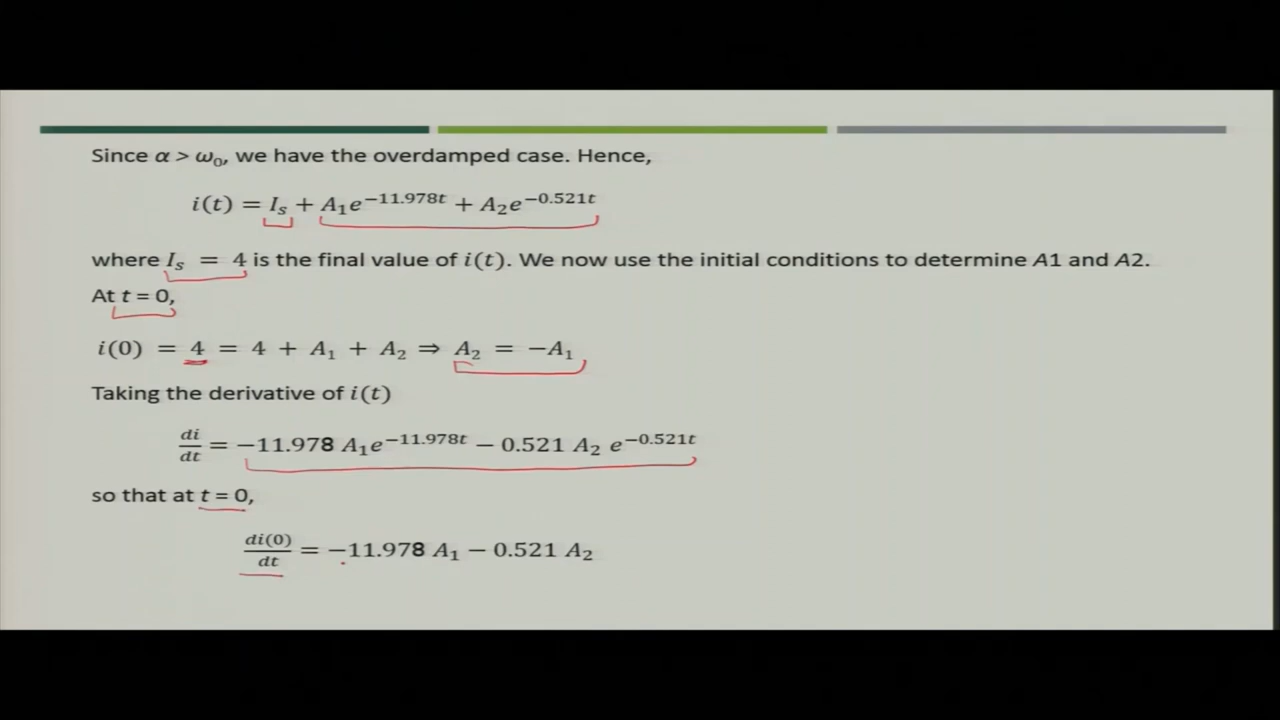 Since α > ω₀, we have the overdamped case. Hence,
i(t) = Iₛ + A₁e^−11.978t + A₂e^−0.521t
where Iₛ = 4 is the final value of i(t). We now use the initial conditions to determine A1 and A2.
At t = 0,
i(0) = 4 = 4 + A₁ + A₂ ⇒ A₂ = −A₁
Taking the derivative of i(t)
di/dt = −11.978 A₁e^−11.978t − 0.521 A₂ e^−0.521t
so that at t = 0,
di(0)/dt = −11.978 A₁ − 0.521 A₂